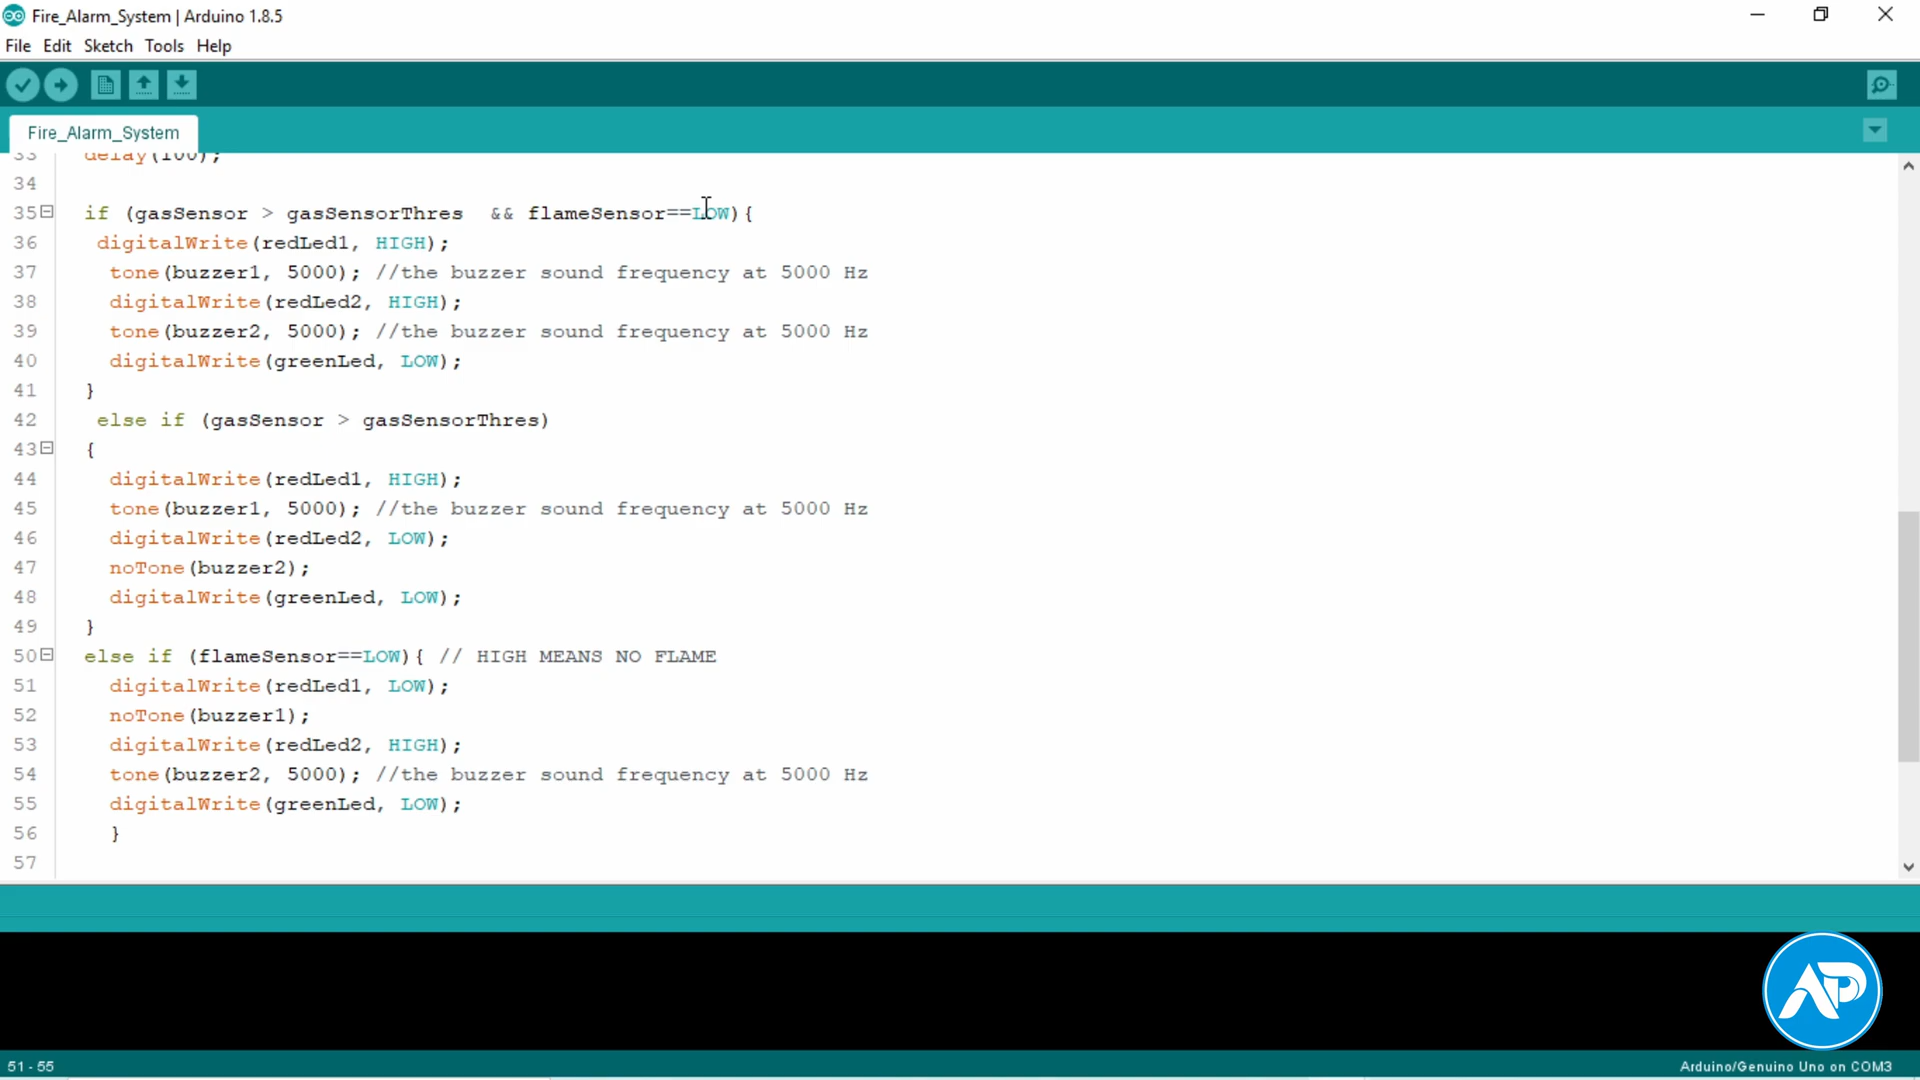 Fire_Alarm_System | Arduino 1.8.5
File Edit Sketch Tools Help
Fire_Alarm_System
33 delay(100);
34
35 if (gasSensor > gasSensorThres  && flameSensor==LOW){
36 digitalWrite(redLed1, HIGH);
37 tone(buzzer1, 5000); //the buzzer sound frequency at 5000 Hz
38 digitalWrite(redLed2, HIGH);
39 tone(buzzer2, 5000); //the buzzer sound frequency at 5000 Hz
40 digitalWrite(greenLed, LOW);
41 }
42 else if (gasSensor > gasSensorThres)
43 {
44 digitalWrite(redLed1, HIGH);
45 tone(buzzer1, 5000); //the buzzer sound frequency at 5000 Hz
46 digitalWrite(redLed2, LOW);
47 noTone(buzzer2);
48 digitalWrite(greenLed, LOW);
49 }
50 else if (flameSensor==LOW){ // HIGH MEANS NO FLAME
51 digitalWrite(redLed1, LOW);
52 noTone(buzzer1);
53 digitalWrite(redLed2, HIGH);
54 tone(buzzer2, 5000); //the buzzer sound frequency at 5000 Hz
55 digitalWrite(greenLed, LOW);
56 }
57
AP
51 - 55
Arduino/Genuino Uno on COM3